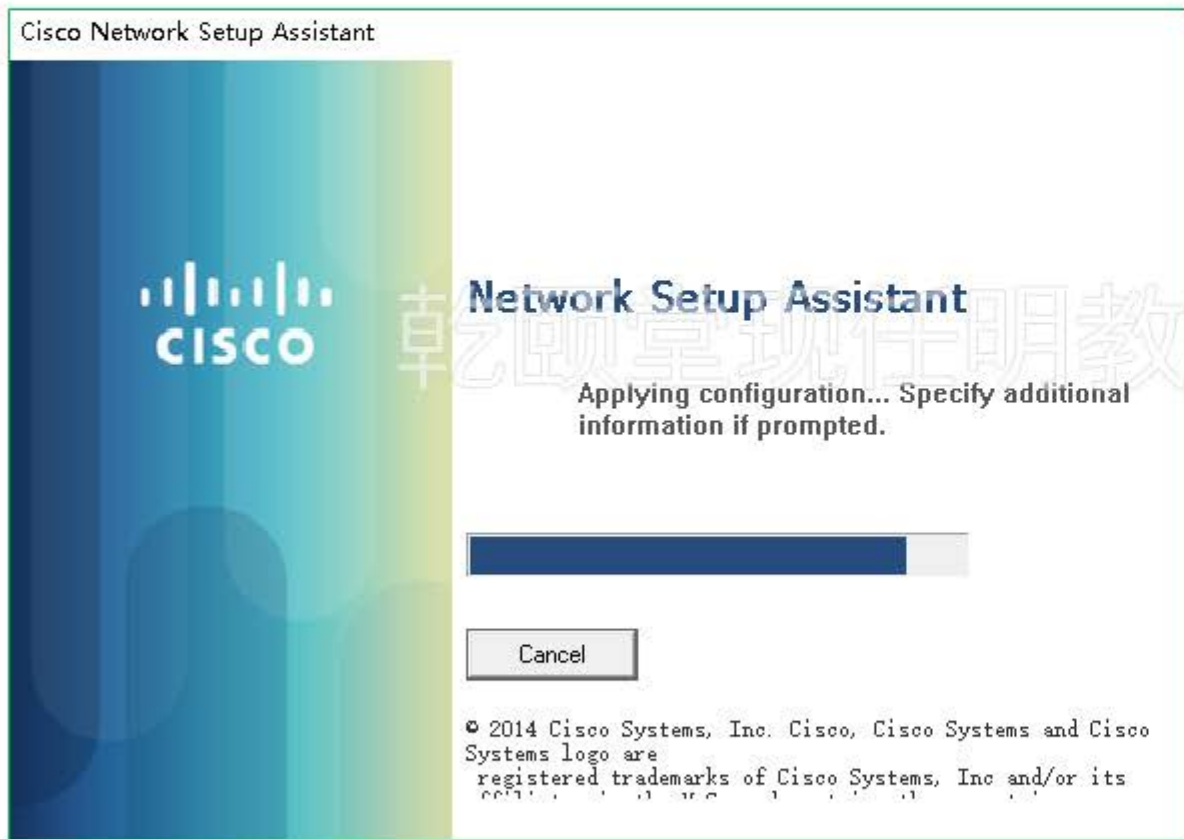 Cisco Network Setup Assistant
CISCO
Network Setup Assistant
乾颐堂现任明教
Applying configuration... Specify additional
information if prompted.
Cancel
© 2014 Cisco Systems, Inc. Cisco, Cisco Systems and Cisco
Systems logo are
registered trademarks of Cisco Systems, Inc and/or its